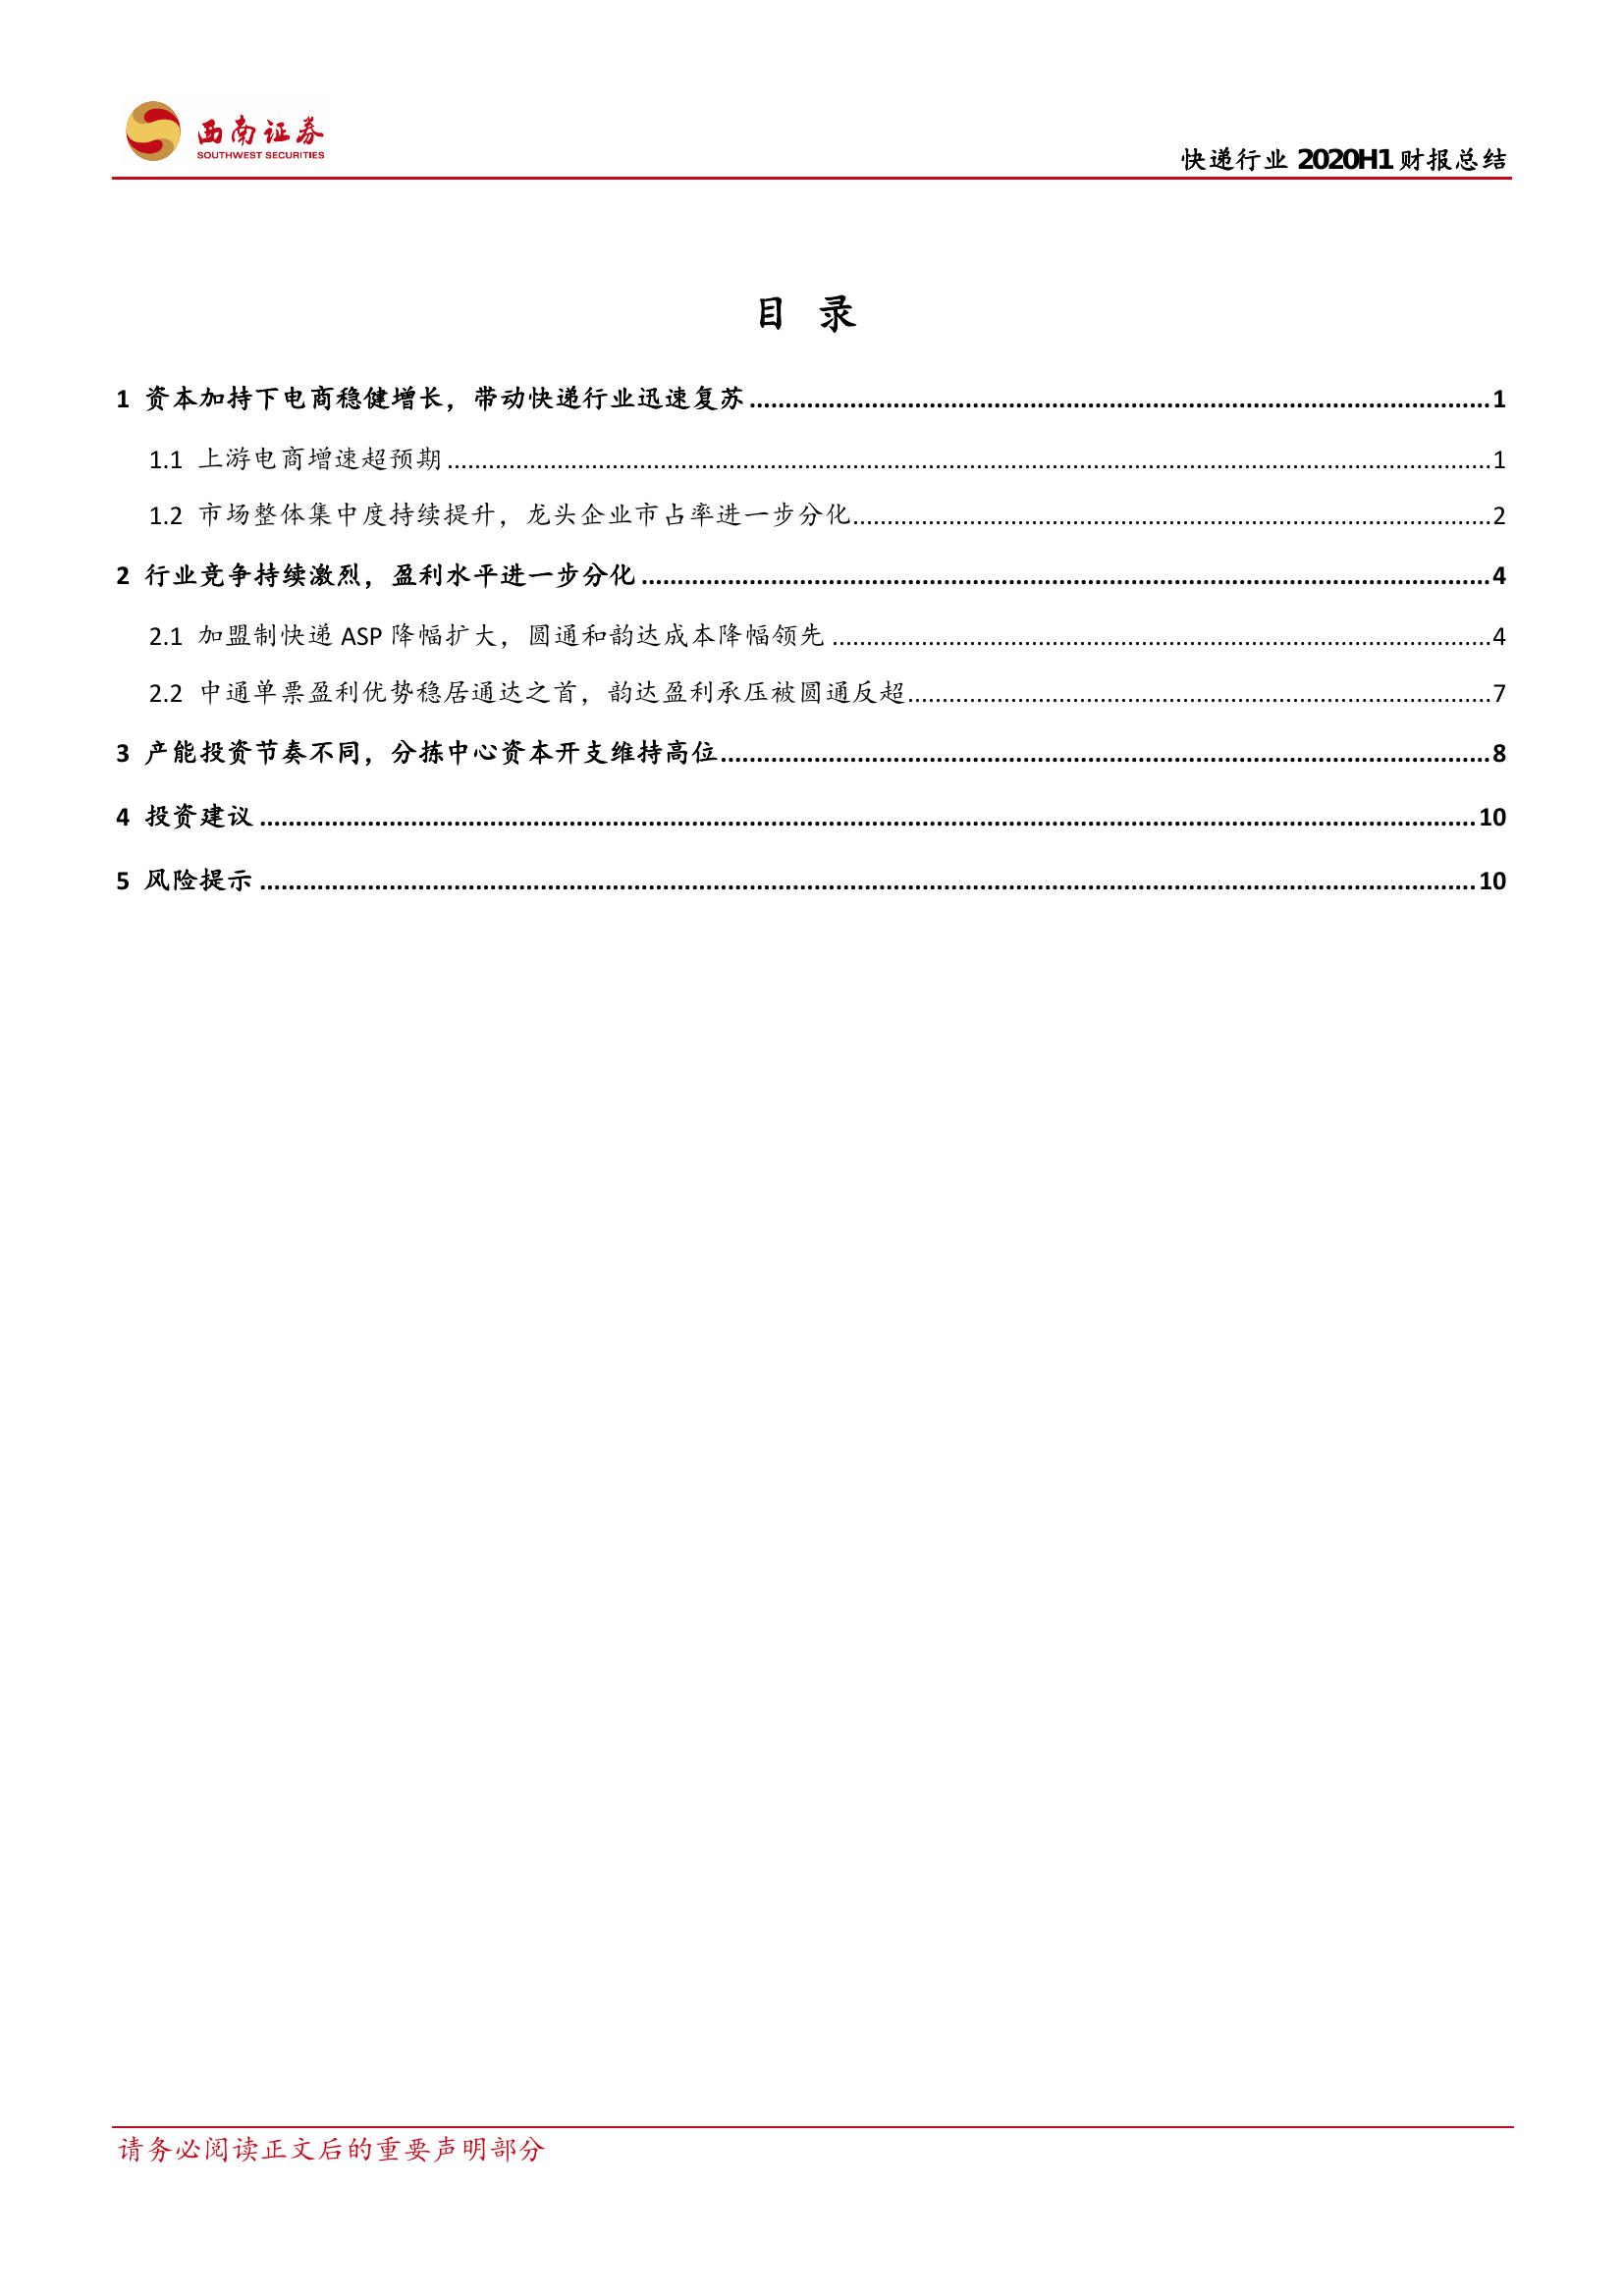 西南证券
SOUTHWEST SECURITIES
快递行业 2020H1 财报总结
目 录
1 资本加持下电商稳健增长，带动快递行业迅速复苏........................................1
1.1 上游电商增速超预期........................................1
1.2 市场整体集中度持续提升，龙头企业市占率进一步分化........................................2
2 行业竞争持续激烈，盈利水平进一步分化........................................4
2.1 加盟制快递 ASP 降幅扩大，圆通和韵达成本降幅领先........................................4
2.2 中通单票盈利优势稳居通达之首，韵达盈利承压被圆通反超........................................7
3 产能投资节奏不同，分拣中心资本开支维持高位........................................8
4 投资建议........................................10
5 风险提示........................................10
请务必阅读正文后的重要声明部分